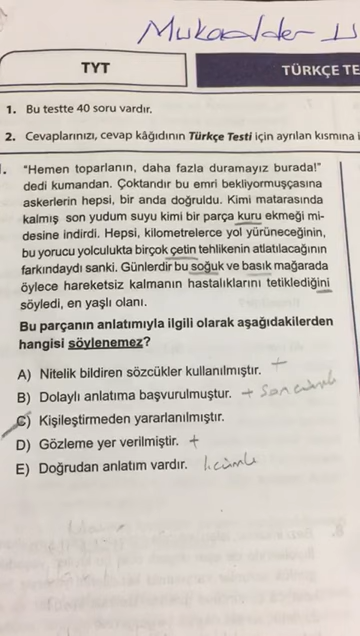 Mukadder
TYT
TÜRKÇE TE
1. Bu testte 40 soru vardır.
2. Cevaplarınızı, cevap kâğıdının Türkçe Testi için ayrılan kısmına i
. "Hemen toparlanın, daha fazla duramayız burada!"
dedi kumandan. Çoktandır bu emri bekliyormuşçasına
askerlerin hepsi, bir anda doğruldu. Kimi matarasında
kalmış son yudum suyu kimi bir parça kuru ekmeği mi-
desine indirdi. Hepsi, kilometrelerce yol yürüneceğinin,
bu yorucu yolculukta birçok çetin tehlikenin atlatılacağının
farkındaydı sanki. Günlerdir bu soğuk ve basık mağarada
öylece hareketsiz kalmanın hastalıklarını tetiklediğini
söyledi, en yaşlı olanı.
Bu parçanın anlatımıyla ilgili olarak aşağıdakilerden
hangisi söylenemez?
A) Nitelik bildiren sözcükler kullanılmıştır. +
B) Dolaylı anlatıma başvurulmuştur. + Son cümle
C) Kişileştirmeden yararlanılmıştır.
D) Gözleme yer verilmiştir. +
E) Doğrudan anlatım vardır. 1. cümle